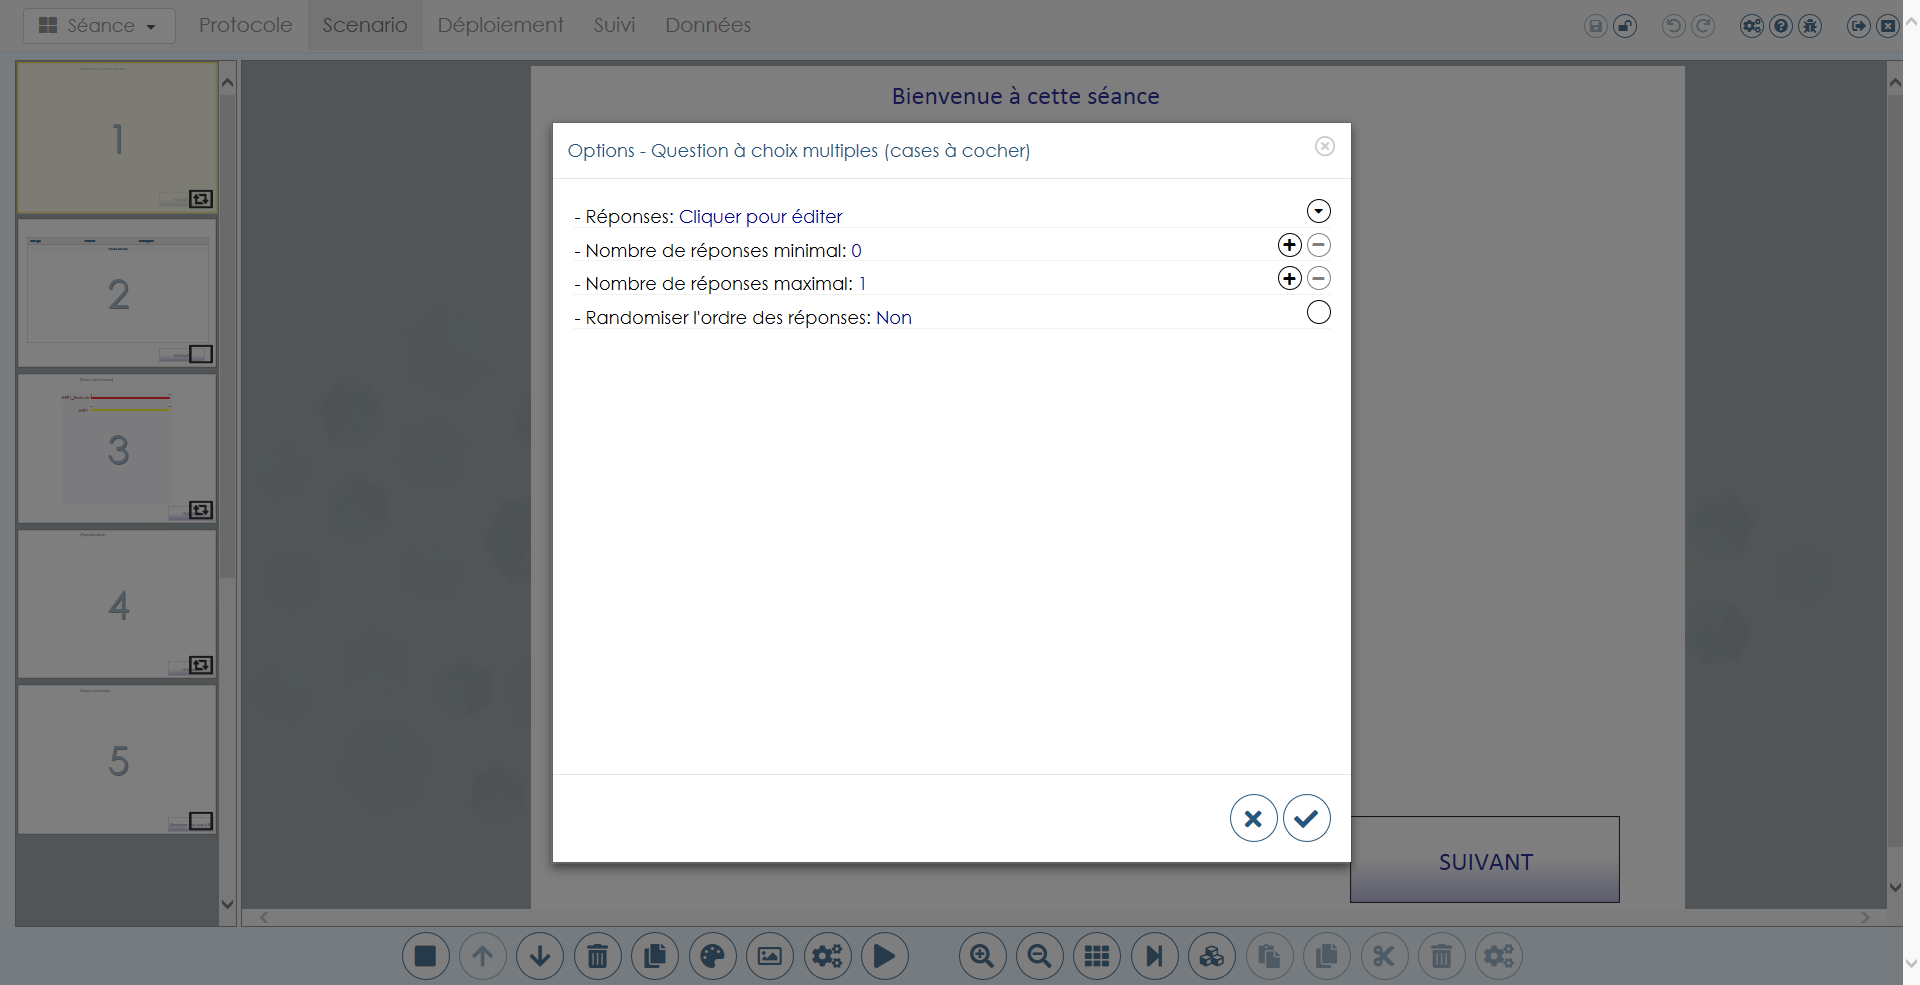 Séance
Protocole
Scenario
Déploiement
Suivi
Données
1
2
3
4
5
Bienvenue à cette séance
Options - Question à choix multiples (cases à cocher)
- Réponses: Cliquer pour éditer
- Nombre de réponses minimal: 0
- Nombre de réponses maximal: 1
- Randomiser l'ordre des réponses: Non
SUIVANT